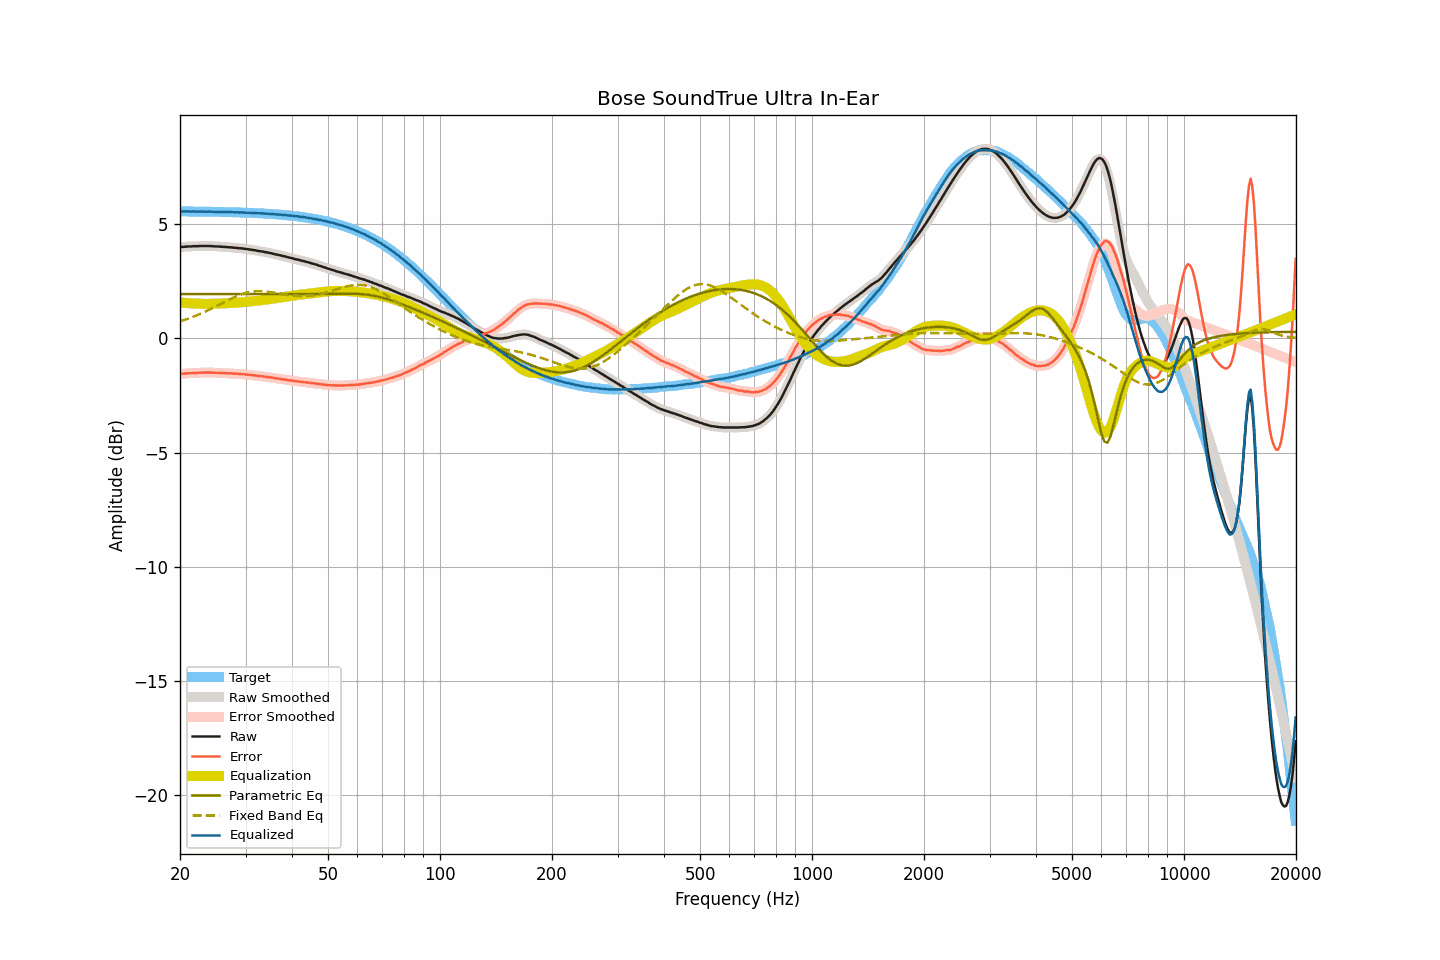 Bose SoundTrue Ultra In-Ear
Amplitude (dBr)
5
0
−5
−10
−15
−20
Target
Raw Smoothed
Error Smoothed
Raw
Error
Equalization
Parametric Eq
Fixed Band Eq
Equalized
20 50 100 200 500 1000 2000 5000 10000 20000
Frequency (Hz)